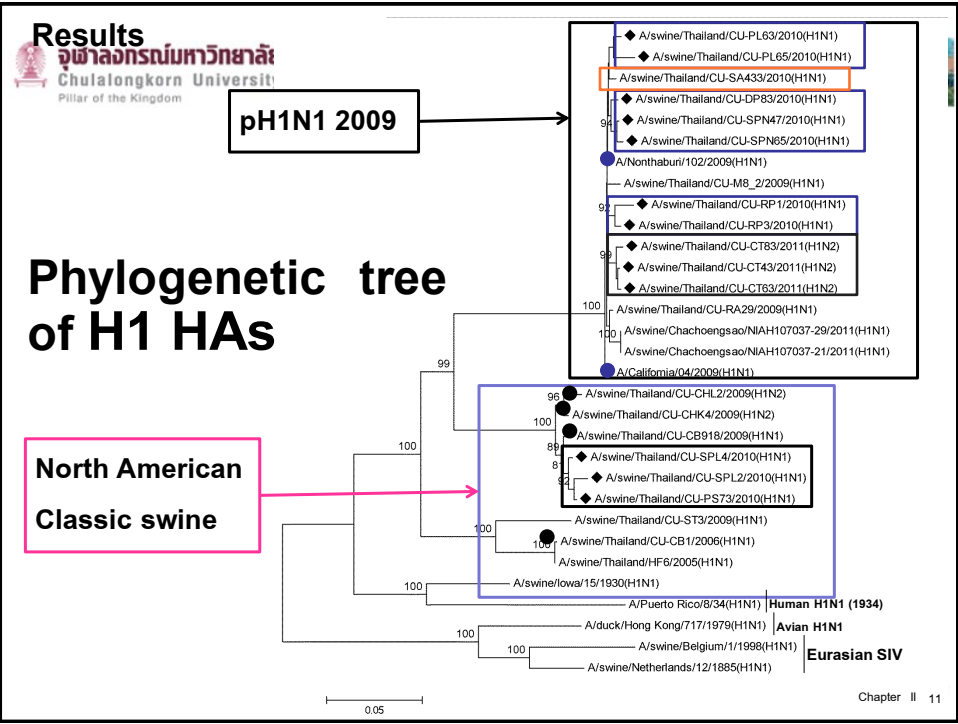 Results
จุฬาลงกรณ์มหาวิทยาลั
Chulalongkorn Universit
Pillar of the Kingdom
pH1N1 2009
Phylogenetic tree
of H1 HAs
North American
Classic swine
A/swine/Thailand/CU-PL63/2010(H1N1)
A/swine/Thailand/CU-PL65/2010(H1N1)
A/swine/Thailand/CU-SA433/2010(H1N1)
A/swine/Thailand/CU-DP83/2010(H1N1)
94
A/swine/Thailand/CU-SPN47/2010(H1N1)
A/swine/Thailand/CU-SPN65/2010(H1N1)
A/Nonthaburi/102/2009(H1N1)
A/swine/Thailand/CU-M8_2/2009(H1N1)
92
A/swine/Thailand/CU-RP1/2010(H1N1)
A/swine/Thailand/CU-RP3/2010(H1N1)
99
A/swine/Thailand/CU-CT83/2011(H1N2)
A/swine/Thailand/CU-CT43/2011(H1N2)
A/swine/Thailand/CU-CT63/2011(H1N2)
100
A/swine/Thailand/CU-RA29/2009(H1N1)
100
A/swine/Chachoengsao/NIAH107037-29/2011(H1N1)
A/swine/Chachoengsao/NIAH107037-21/2011(H1N1)
99
A/California/04/2009(H1N1)
96
A/swine/Thailand/CU-CHL2/2009(H1N2)
A/swine/Thailand/CU-CHK4/2009(H1N2)
100
A/swine/Thailand/CU-CB918/2009(H1N1)
100
89
A/swine/Thailand/CU-SPL4/2010(H1N1)
81
A/swine/Thailand/CU-SPL2/2010(H1N1)
92
A/swine/Thailand/CU-PS73/2010(H1N1)
100
A/swine/Thailand/CU-ST3/2009(H1N1)
100
A/swine/Thailand/CU-CB1/2006(H1N1)
A/swine/Thailand/HF6/2005(H1N1)
100
A/swine/Iowa/15/1930(H1N1)
A/Puerto Rico/8/34(H1N1) Human H1N1 (1934)
100
A/duck/Hong Kong/717/1979(H1N1) Avian H1N1
100
A/swine/Belgium/1/1998(H1N1)
Eurasian SIV
A/swine/Netherlands/12/1885(H1N1)
0.05
Chapter II 11